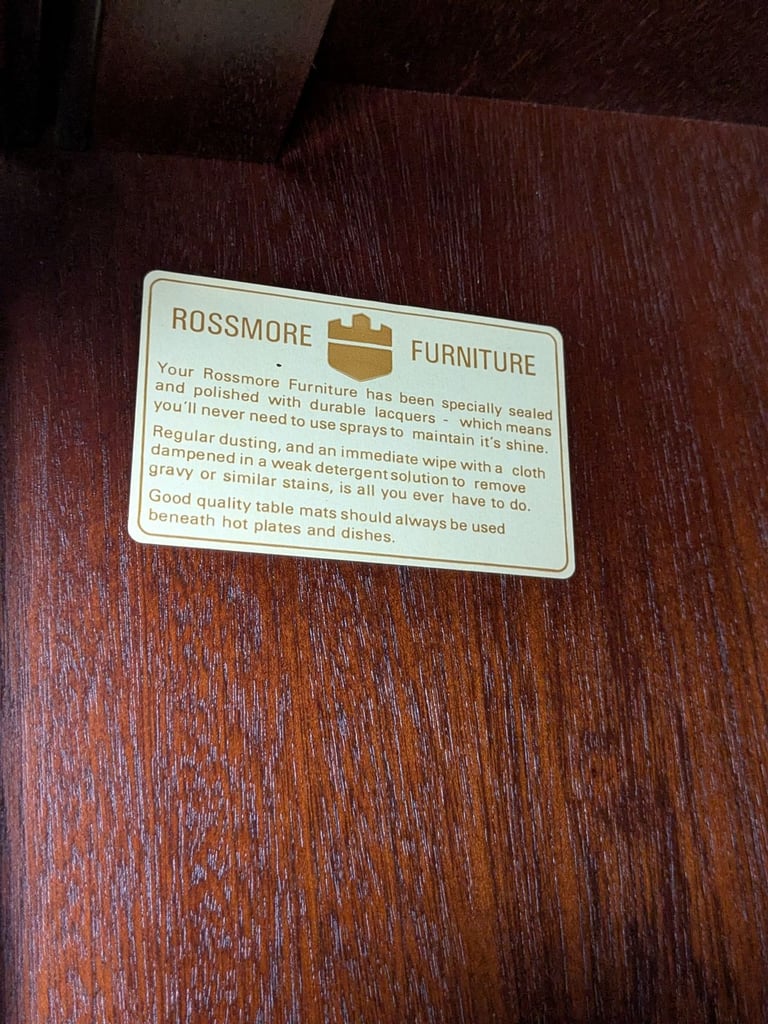 ROSSMORE FURNITURE
Your Rossmore Furniture has been specially sealed
and polished with durable lacquers - which means
you'll never need to use sprays to maintain it's shine.
Regular dusting, and an immediate wipe with a cloth
dampened in a weak detergent solution to remove
gravy or similar stains, is all you ever have to do.
Good quality table mats should always be used
beneath hot plates and dishes.